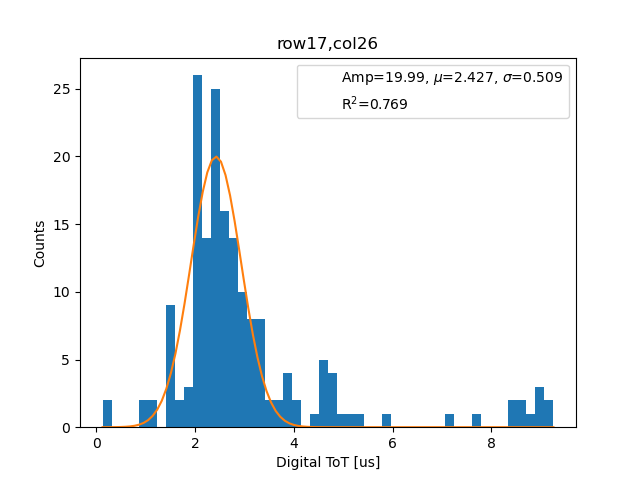 row17,col26
Amp=19.99, μ=2.427, σ=0.509
R²=0.769
Counts
25
20
15
10
5
0
0 2 4 6 8
Digital ToT [us]